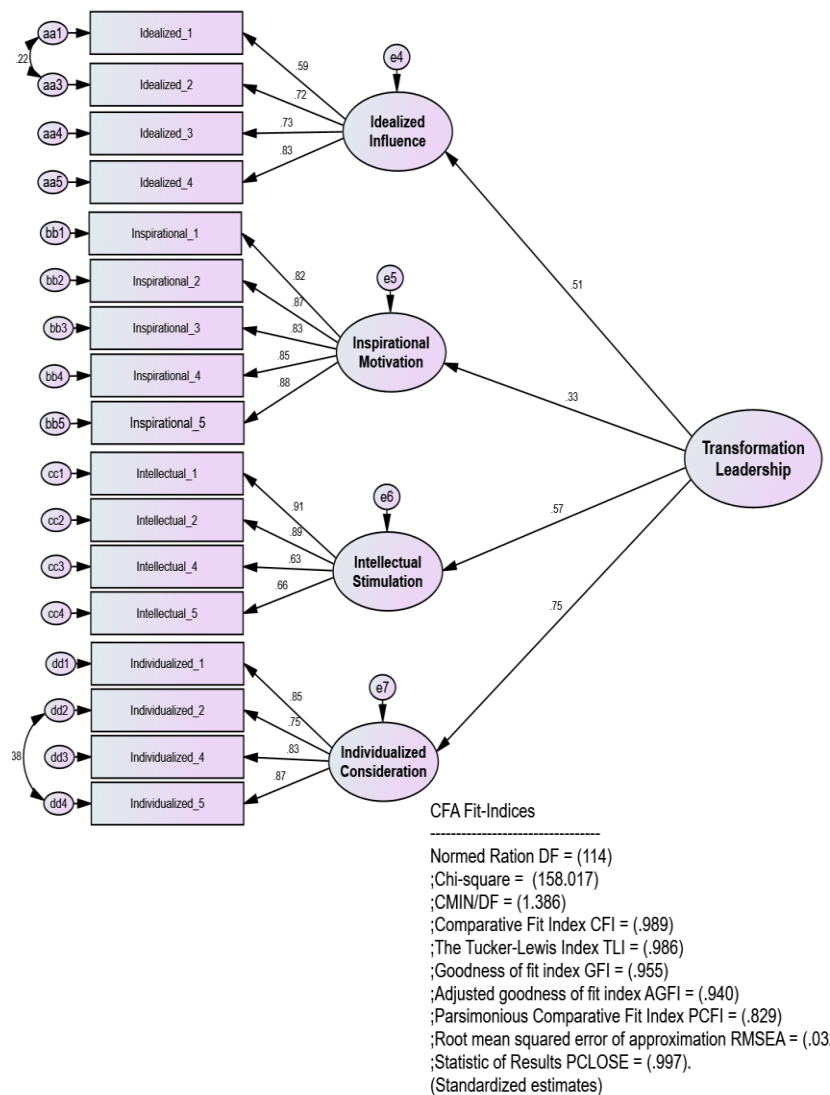 aa1
Idealized_1
.22
aa3
Idealized_2
aa4
Idealized_3
aa5
Idealized_4
.59
.72
.73
.83
e4
Idealized
Influence
bb1
Inspirational_1
bb2
Inspirational_2
bb3
Inspirational_3
bb4
Inspirational_4
bb5
Inspirational_5
.82
.87
.83
.85
.88
e5
Inspirational
Motivation
cc1
Intellectual_1
cc2
Intellectual_2
cc3
Intellectual_4
cc4
Intellectual_5
.91
.89
.63
.66
e6
Intellectual
Stimulation
dd1
Individualized_1
dd2
Individualized_2
38
dd3
Individualized_4
dd4
Individualized_5
.85
.75
.83
.87
e7
Individualized
Consideration
.51
.33
.57
.75
Transformation
Leadership
CFA Fit-Indices
---------------------------------
Normed Ration DF = (114)
;Chi-square =  (158.017)
;CMIN/DF = (1.386)
;Comparative Fit Index CFI = (.989)
;The Tucker-Lewis Index TLI = (.986)
;Goodness of fit index GFI = (.955)
;Adjusted goodness of fit index AGFI = (.940)
;Parsimonious Comparative Fit Index PCFI = (.829)
;Root mean squared error of approximation RMSEA =
;Statistic of Results PCLOSE = (.997).
(Standardized estimates)